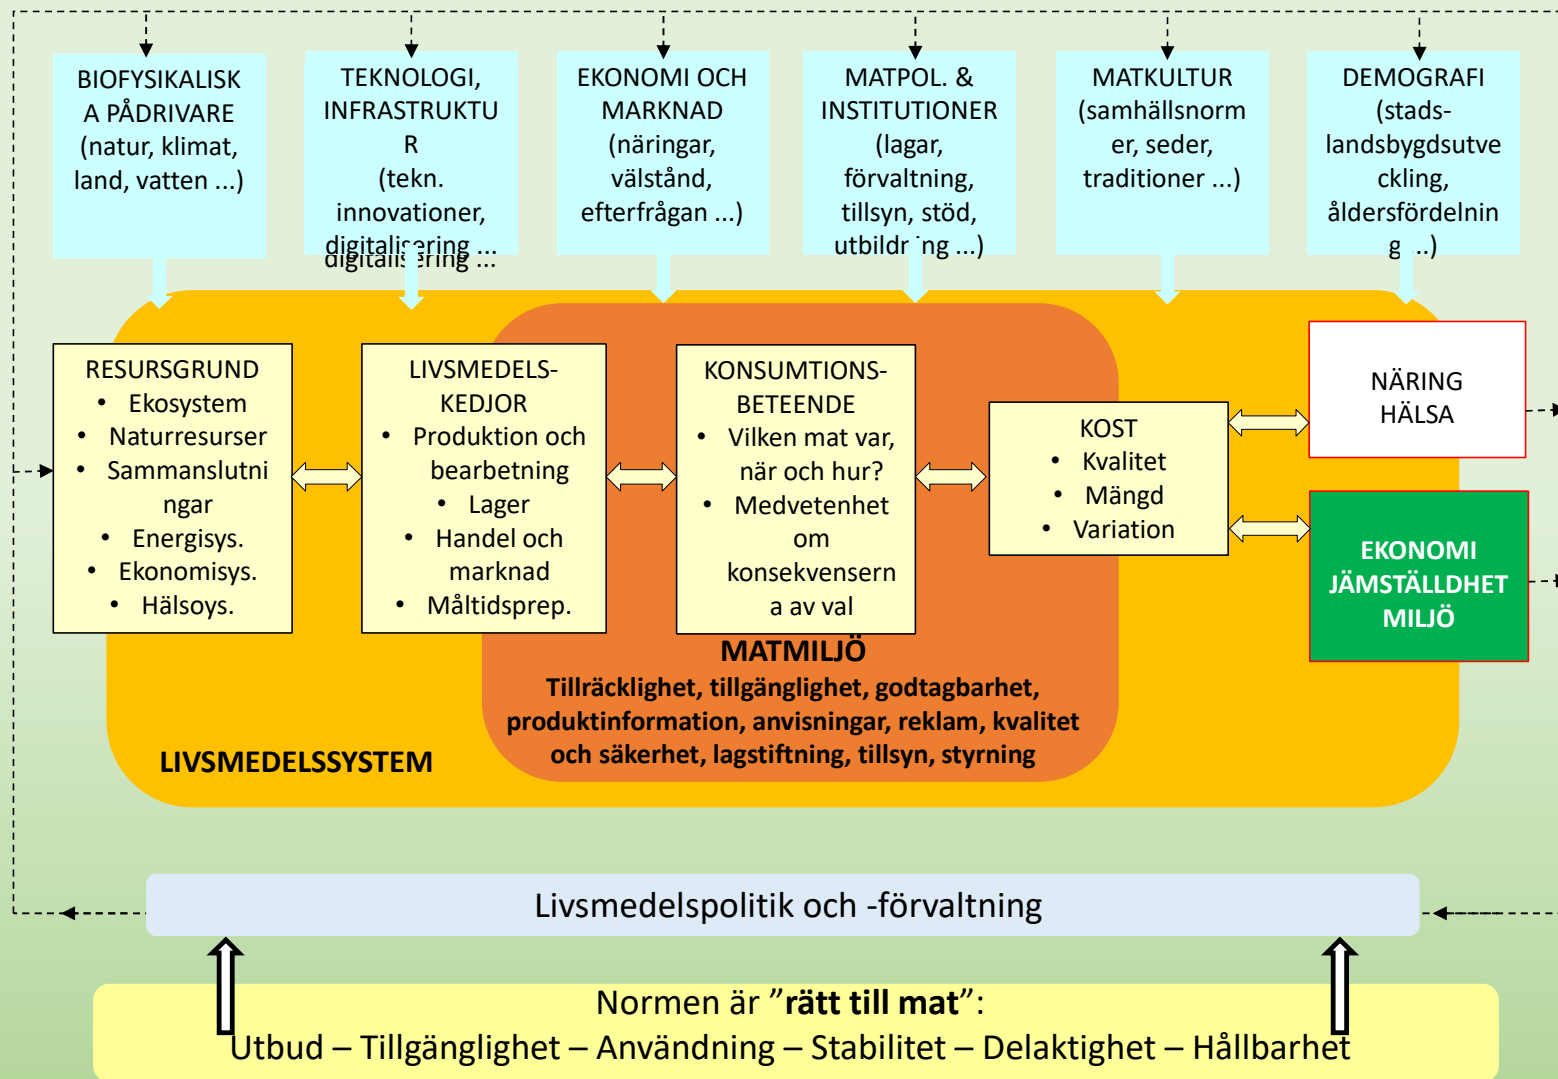 BIOFYSIKALISK
A PÅDRIVARE
(natur, klimat,
land, vatten ...)
TEKNOLOGI,
INFRASTRUKTU
R
(tekn.
innovationer,
digitalisering ...
digitalisering ...
EKONOMI OCH
MARKNAD
(näringar,
välstånd,
efterfrågan ...)
MATPOL. &
INSTITUTIONER
(lagar,
förvaltning,
tillsyn, stöd,
utbildning ...)
MATKULTUR
(samhällsnorm
er, seder,
traditioner ...)
DEMOGRAFI
(stads-
landsbygdsutve
ckling,
åldersfördelnin
g ...)
RESURSGRUND
• Ekosystem
• Naturresurser
• Sammanslutni
ngar
• Energisys.
• Ekonomisys.
• Hälsoys.
LIVSMEDELS-
KEDJOR
• Produktion och
bearbetning
• Lager
• Handel och
marknad
• Måltidsprep.
KONSUMTIONS-
BETEENDE
• Vilken mat var,
när och hur?
• Medvetenhet
om
konsekvensern
a av val
KOST
• Kvalitet
• Mängd
• Variation
NÄRING
HÄLSA
EKONOMI
JÄMSTÄLLDHET
MILJÖ
MATMILJÖ
Tillräcklighet, tillgänglighet, godtagbarhet,
produktinformation, anvisningar, reklam, kvalitet
och säkerhet, lagstiftning, tillsyn, styrning
LIVSMEDELSSYSTEM
Livsmedelspolitik och -förvaltning
Normen är ”rätt till mat”:
Utbud – Tillgänglighet – Användning – Stabilitet – Delaktighet – Hållbarhet